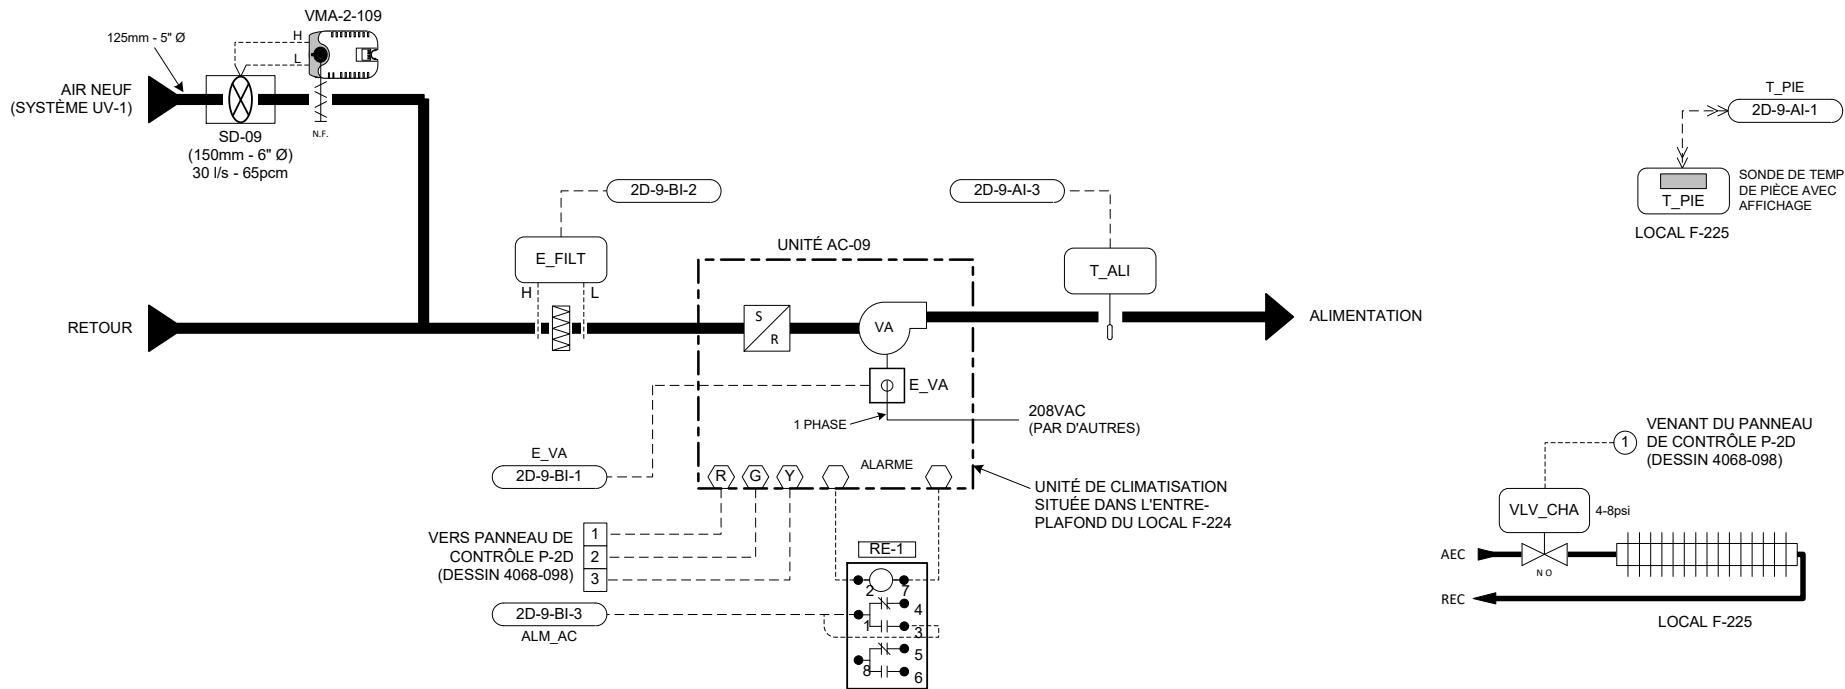 VMA-2-109
125mm - 5" Ø
H
L
AIR NEUF
(SYSTÈME UV-1)
N.F.
SD-09
(150mm - 6" Ø)
30 l/s - 65pcm
T_PIE
2D-9-AI-1
T_PIE
SONDE DE TEMP
DE PIÈCE AVEC
AFFICHAGE
LOCAL F-225
2D-9-BI-2
2D-9-AI-3
E_FILT
H
L
UNITÉ AC-09
T_ALI
RETOUR
S
R
VA
ALIMENTATION
E_VA
1 PHASE
208VAC
(PAR D'AUTRES)
E_VA
2D-9-BI-1
R
G
Y
ALARME
UNITÉ DE CLIMATISATION
SITUÉE DANS L'ENTRE-
PLAFOND DU LOCAL F-224
VERS PANNEAU DE
CONTRÔLE P-2D
(DESSIN 4068-098)
1
2
3
2D-9-BI-3
ALM_AC
RE-1
2
7
4
1
3
5
8
6
1
VENANT DU PANNEAU
DE CONTRÔLE P-2D
(DESSIN 4068-098)
VLV_CHA
4-8psi
AEC
N O
REC
LOCAL F-225